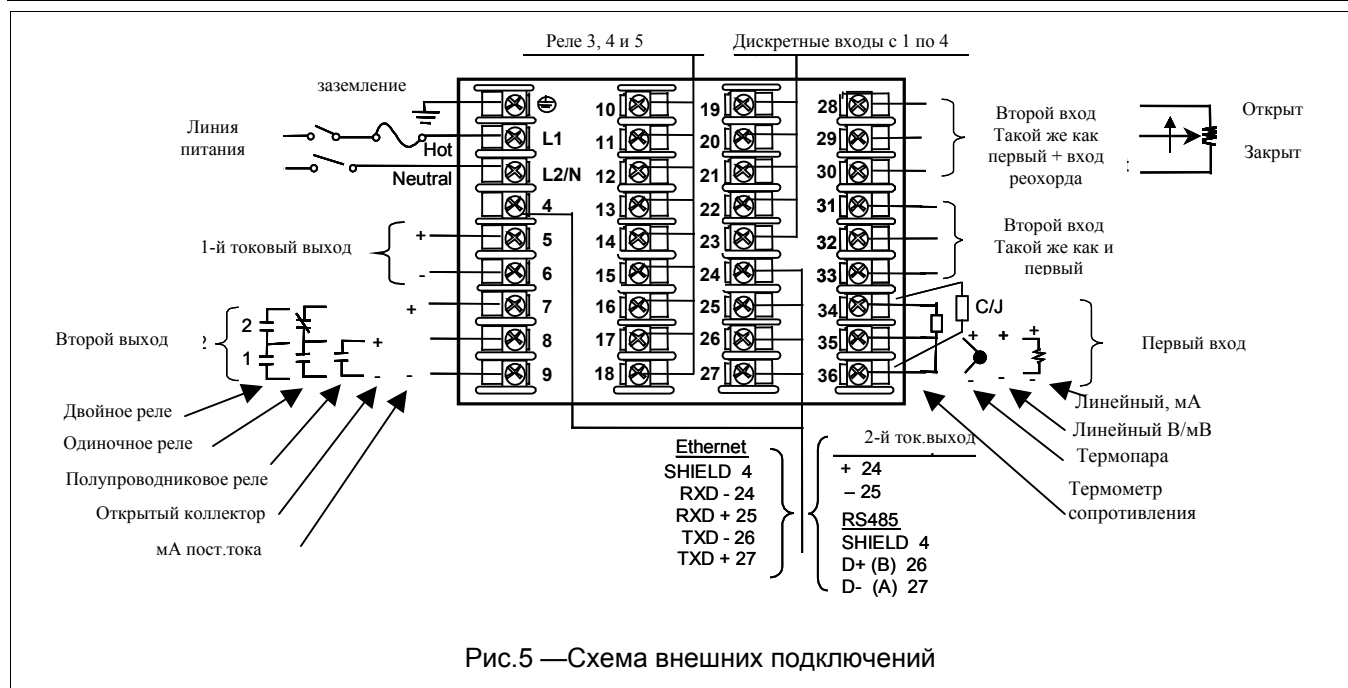 Реле 3, 4 и 5
Дискретные входы с 1 по 4
заземление
Линия
питания
Hot
Neutral
L1
L2/N
4
5
6
7
8
9
1-й токовый выход
+
-
Второй выход
2
1
+
+
-
-
Двойное реле
Одиночное реле
Полупроводниковое реле
Открытый коллектор
мА пост.тока
10
11
12
13
14
15
16
17
18
19
20
21
22
23
24
25
26
27
28
29
30
31
32
33
34
35
36
Второй вход
Такой же как
первый + вход
реохорда
Открыт
Закрыт
Второй вход
Такой же как и
первый
C/J
+ + +
- - -
Первый вход
Линейный, мА
Линейный В/мВ
Термопара
Термометр
сопротивления
Ethernet
SHIELD 4
RXD - 24
RXD + 25
TXD - 26
TXD + 27
2-й ток.выход
+ 24
– 25
RS485
SHIELD 4
D+ (B) 26
D- (A) 27
Рис.5 —Схема внешних подключений